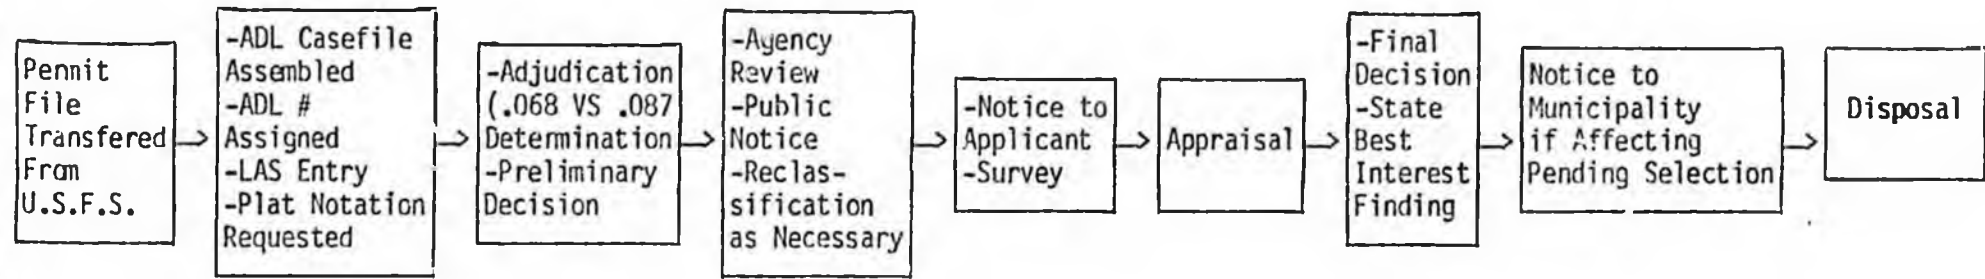 Permit
File
Transfered
From
U.S.F.S.
-ADL Casefile
Assembled
-ADL #
Assigned
-LAS Entry
-Plat Notation
Requested
-Adjudication
(.068 VS .087
Determination
-Preliminary
Decision
-Agency
Review
-Public
Notice
-Reclas-
sification
as Necessary
-Notice to
Applicant
-Survey
Appraisal
-Final
Decision
-State
Best
Interest
Finding
Notice to
Municipality
if Affecting
Pending Selection
Disposal